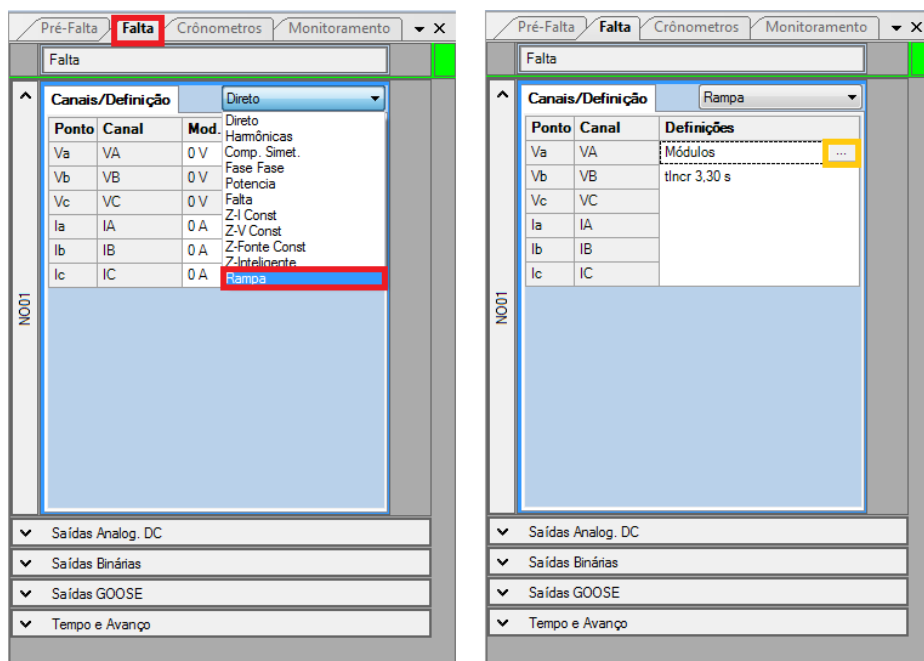 Pré-Falta Falta Crônometros Monitoramento
Falta
Canais/Definição Direto
Ponto Canal Mod.
Direto
Harmônicas
Comp. Simet.
Fase Fase
Potencia
Falta
Z-I Const
Z-V Const
Z-Fonte Const
Z-Inteligente
Rampa
Va VA 0 V
Vb VB 0 V
Vc VC 0 V
Ia IA 0 A
Ib IB 0 A
Ic IC 0 A
NO01
Saídas Analog. DC
Saídas Binárias
Saídas GOOSE
Tempo e Avanço
Pré-Falta Falta Crônometros Monitoramento
Falta
Canais/Definição Rampa
Ponto Canal Definições
Va VA Módulos ...
Vb VB tIncr 3,30 s
Vc VC
Ia IA
Ib IB
Ic IC
NO01
Saídas Analog. DC
Saídas Binárias
Saídas GOOSE
Tempo e Avanço